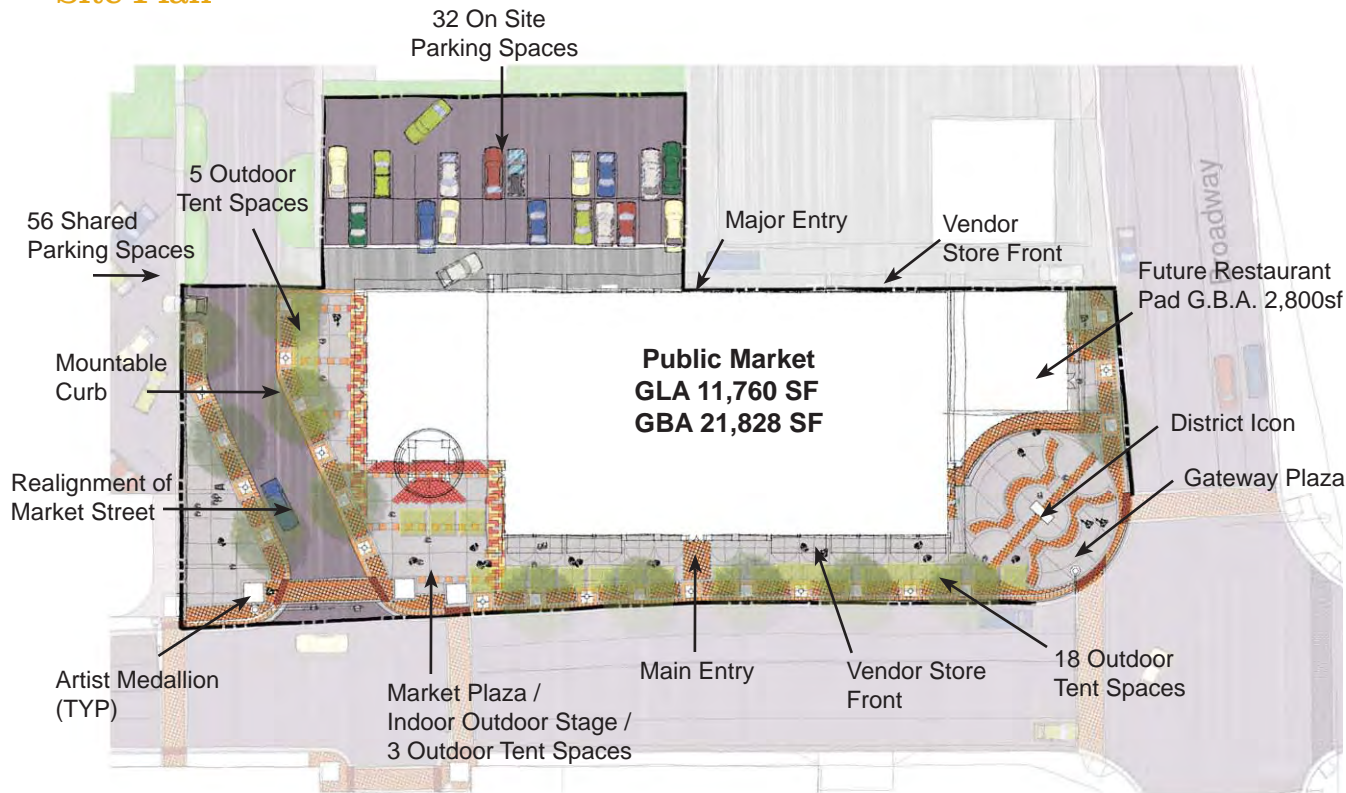 Site Plan
32 On Site
Parking Spaces
5 Outdoor
Tent Spaces
56 Shared
Parking Spaces
Major Entry
Vendor
Store Front
Broadway
Future Restaurant
Pad G.B.A. 2,800sf
Mountable
Curb
Public Market
GLA 11,760 SF
GBA 21,828 SF
District Icon
Gateway Plaza
Realignment of
Market Street
Artist Medallion
(TYP)
Market Plaza /
Indoor Outdoor Stage /
3 Outdoor Tent Spaces
Main Entry
Vendor Store
Front
18 Outdoor
Tent Spaces